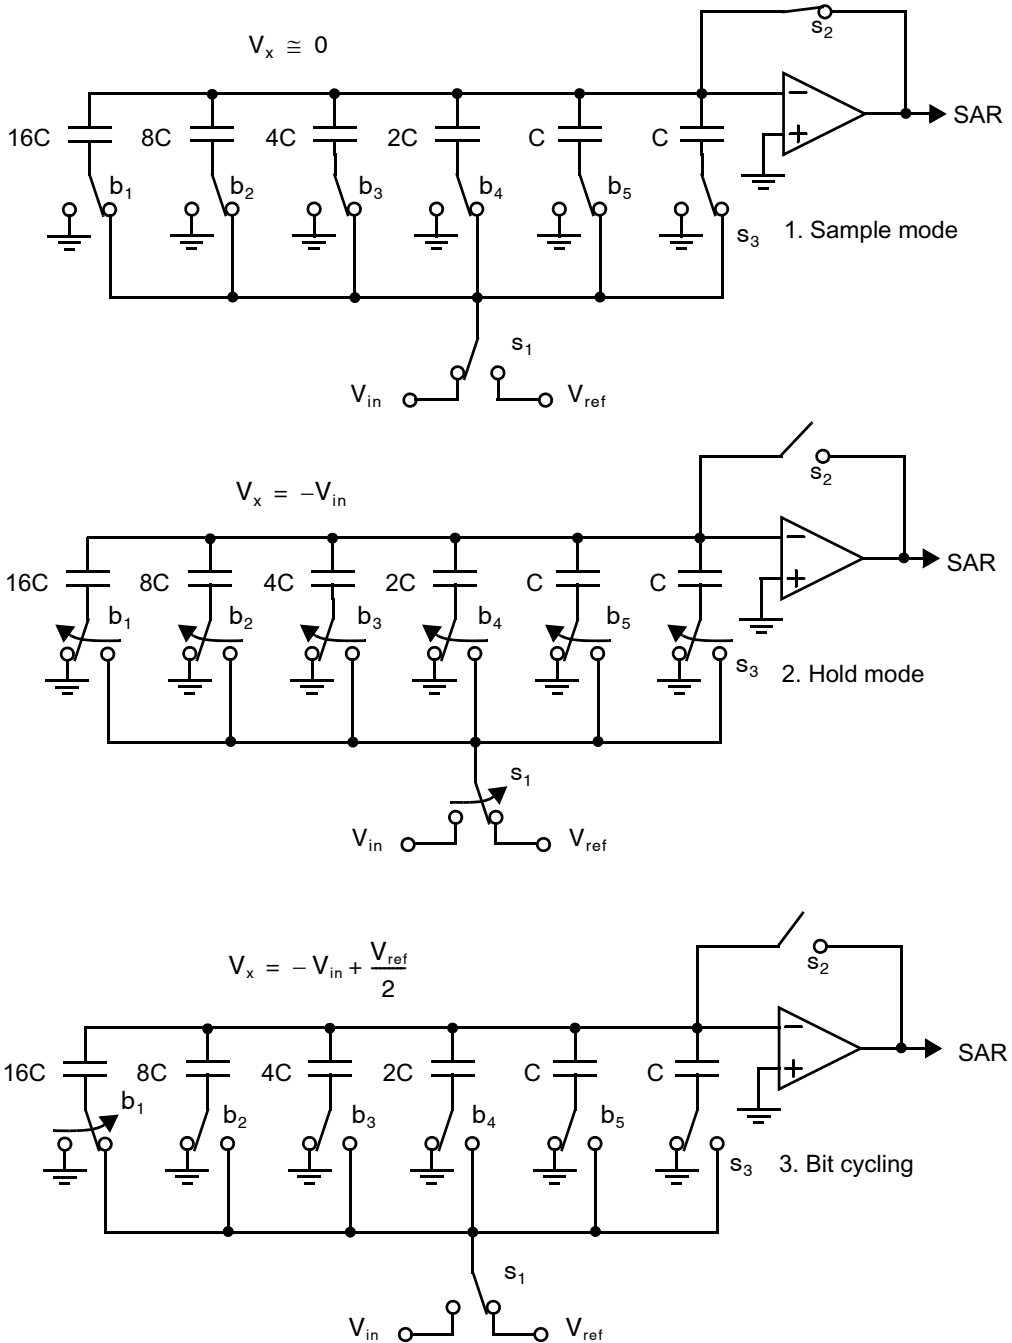 V_x ≅ 0
s_2
16C 8C 4C 2C C C
− + SAR
b_1 b_2 b_3 b_4 b_5
s_3 1. Sample mode
s_1
V_in V_ref
V_x = −V_in
s_2
16C 8C 4C 2C C C
− + SAR
b_1 b_2 b_3 b_4 b_5
s_3 2. Hold mode
s_1
V_in V_ref
V_x = − V_in + V_ref / 2
s_2
16C 8C 4C 2C C C
− + SAR
b_1 b_2 b_3 b_4 b_5
s_3 3. Bit cycling
s_1
V_in V_ref